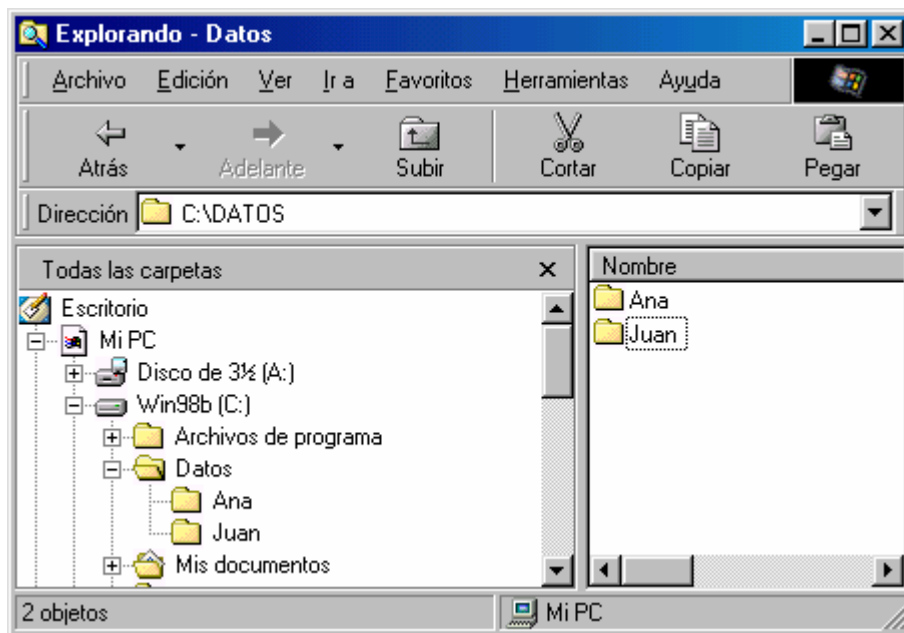 Explorando - Datos
Archivo Edición Ver Ir a Favoritos Herramientas Ayuda
Atrás Adelante Subir Cortar Copiar Pegar
Dirección C:\DATOS
Todas las carpetas
Escritorio
Mi PC
Disco de 3½ (A:)
Win98b (C:)
Archivos de programa
Datos
Ana
Juan
Mis documentos
Nombre
Ana
Juan
2 objetos
Mi PC